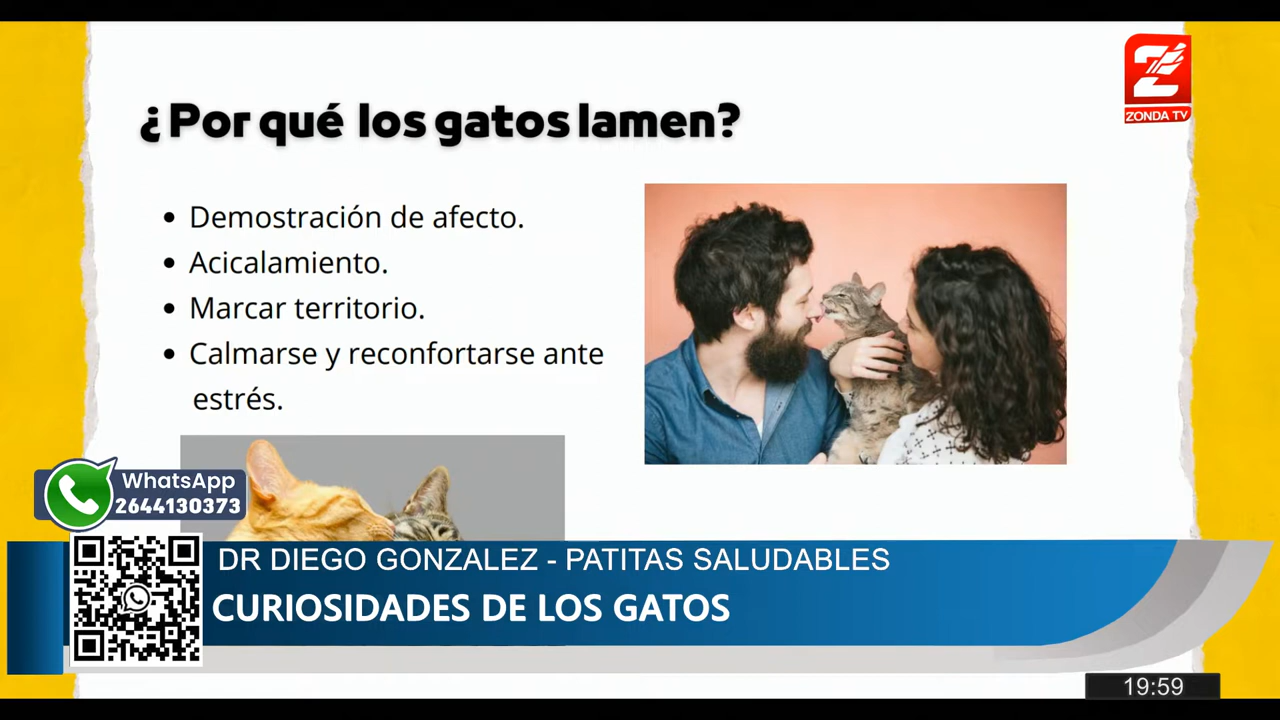 ZONDA TV
¿Por qué los gatos lamen?
• Demostración de afecto.
• Acicalamiento.
• Marcar territorio.
• Calmarse y reconfortarse ante
estrés.
WhatsApp
2644130373
DR DIEGO GONZALEZ - PATITAS SALUDABLES
CURIOSIDADES DE LOS GATOS
19:59